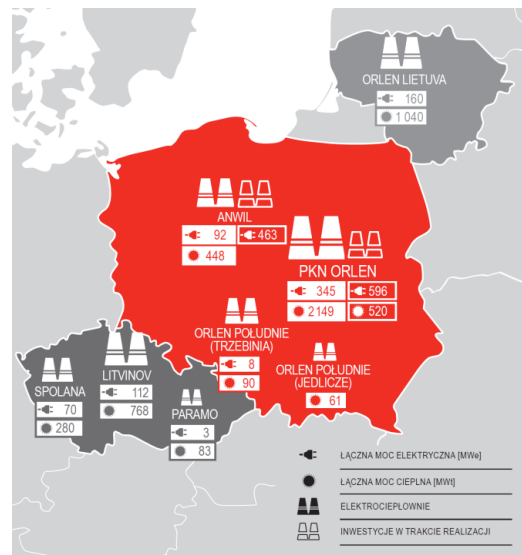 ORLEN LIETUVA
160
1 040
ANWIL
92 463
448
PKN ORLEN
345 596
2 149 520
ORLEN POŁUDNIE
(TRZEBINIA)
8
90
ORLEN POŁUDNIE
(JEDLICZE)
61
LITVINOV
112
768
SPOLANA
70
280
PARAMO
3
83
ŁĄCZNA MOC ELEKTRYCZNA [MWe]
ŁĄCZNA MOC CIEPLNA [MWt]
ELEKTROCIEPŁOWNIE
INWESTYCJE W TRAKCIE REALIZACJI